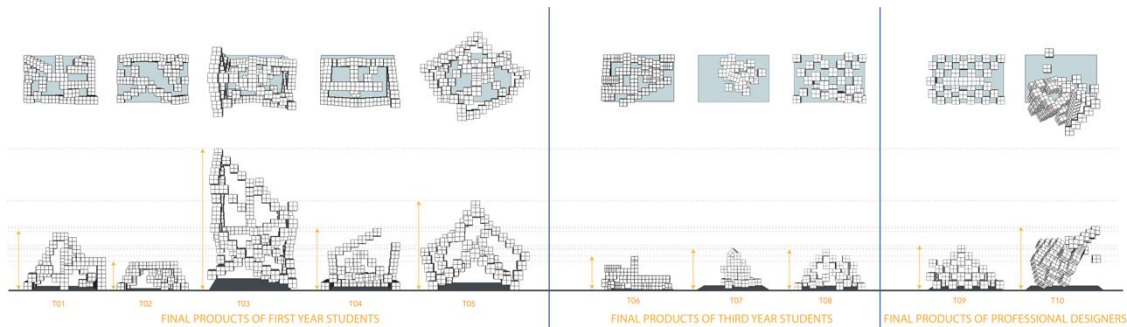 T01 T02 T03 T04 T05 T06 T07 T08 T09 T10
FINAL PRODUCTS OF FIRST YEAR STUDENTS FINAL PRODUCTS OF THIRD YEAR STUDENTS FINAL PRODUCTS OF PROFESSIONAL DESIGNERS